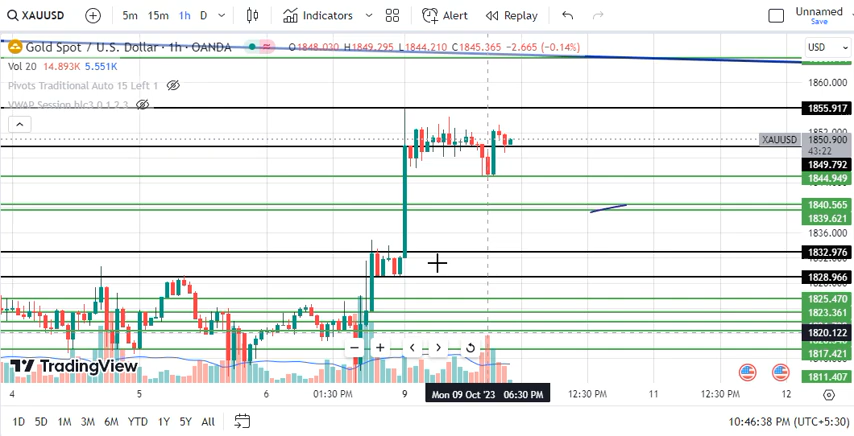 XAUUSD 5m 15m 1h D Indicators Alert Replay Unnamed
Save
Gold Spot / U.S. Dollar · 1h · OANDA O1848.030 H1849.295 L1844.210 C1845.365 -2.665 (-0.14%) USD
Vol 20 14.893K 5.551K
Pivots Traditional Auto 15 Left 1
1860.000
VWAP Session hlc3 0 1 2 3
1855.917
1852.000
XAUUSD 1850.900
43:22
1849.792
1844.949
1840.565
1839.621
1836.000
1832.976
1828.966
1825.470
1823.361
1820.122
1817.421
TradingView
1811.407
4 5 6 01:30 PM 9 Mon 09 Oct '23 06:30 PM 12:30 PM 11 12:30 PM 12
1D 5D 1M 3M 6M YTD 1Y 5Y All 10:46:38 PM (UTC+5:30)